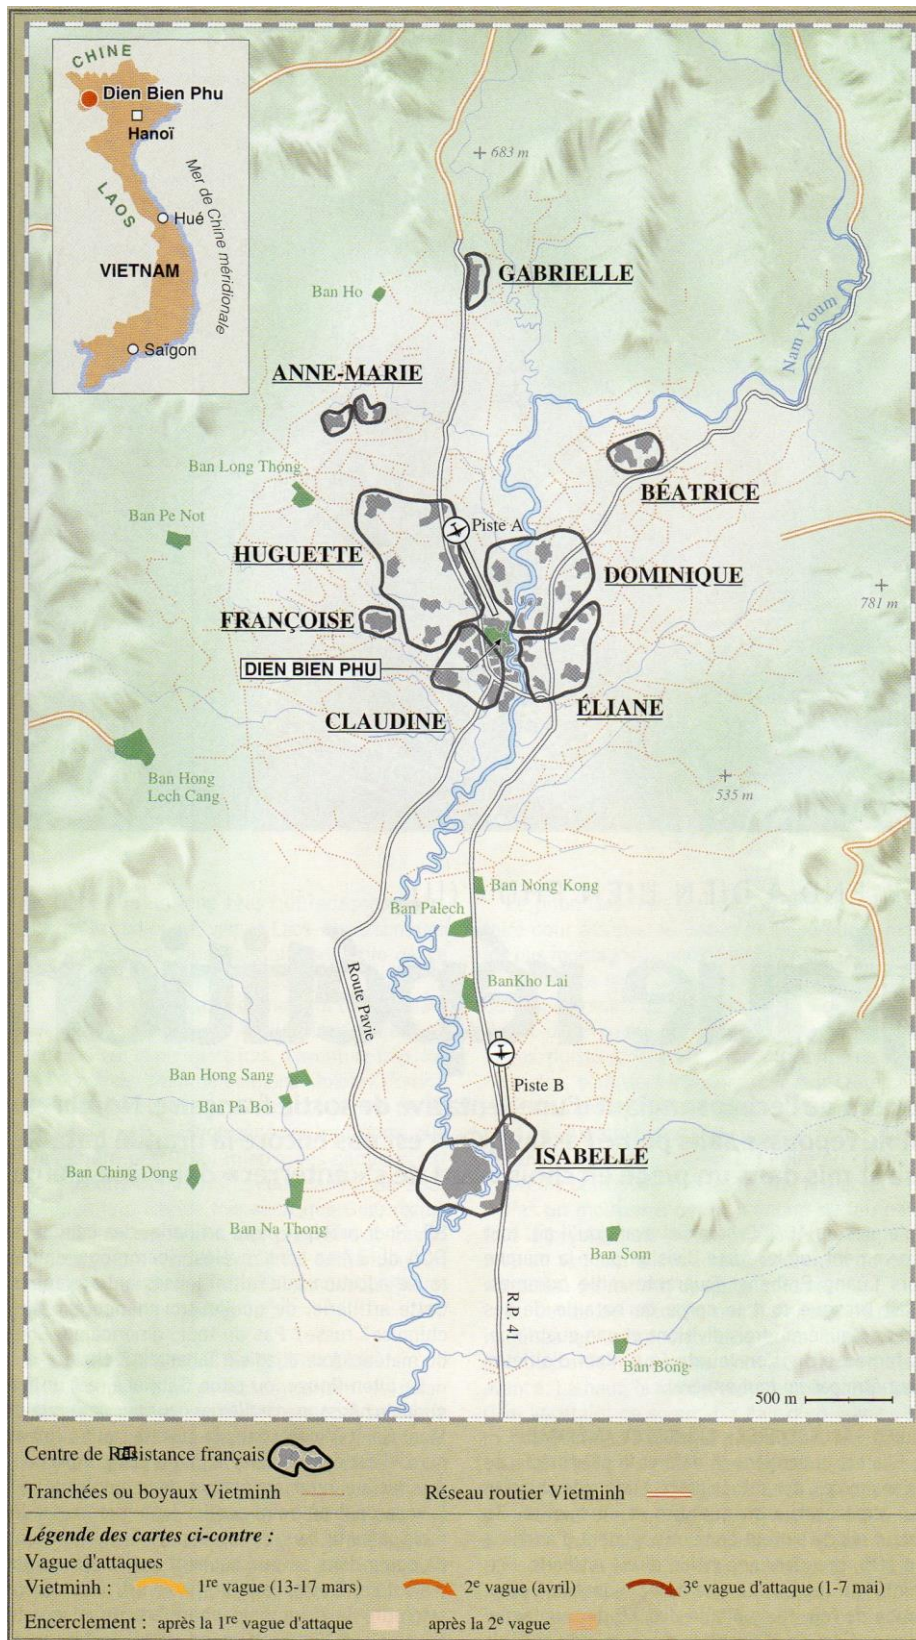 CHINE
Dien Bien Phu
Hanoï
LAOS
Hué
Mer de Chine méridionale
VIETNAM
Saïgon
683 m
GABRIELLE
Ban Ho
Nam Youm
ANNE-MARIE
Ban Long Thong
BÉATRICE
Ban Pe Not
Piste A
HUGUETTE
DOMINIQUE
781 m
FRANÇOISE
DIEN BIEN PHU
CLAUDINE
ÉLIANE
Ban Hong
Lech Cang
535 m
Ban Nong Kong
Ban Palech
BanKho Lai
Route Pavie
Ban Hong Sang
Piste B
Ban Pa Boi
ISABELLE
Ban Ching Dong
Ban Na Thong
Ban Som
R.P. 41
Ban Bong
500 m
Centre de Résistance français
Tranchées ou boyaux Vietminh
Réseau routier Vietminh
Légende des cartes ci-contre :
Vague d'attaques
Vietminh : 1re vague (13-17 mars) 2e vague (avril) 3e vague d'attaque (1-7 mai)
Encerclement : après la 1re vague d'attaque après la 2e vague